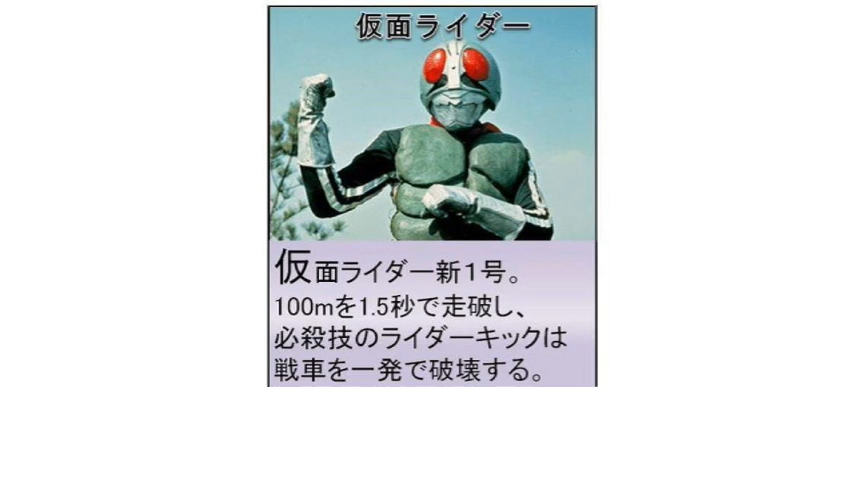 仮面ライダー
仮面ライダー新１号。
100mを1.5秒で走破し、
必殺技のライダーキックは
戦車を一発で破壊する。